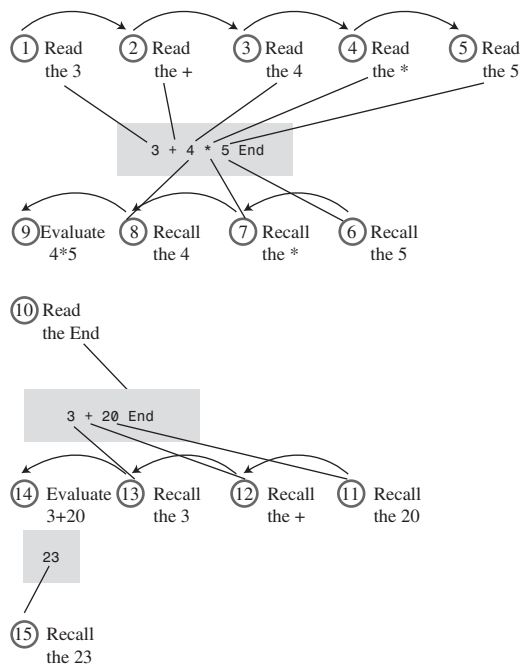 1 Read 2 Read 3 Read 4 Read 5 Read
the 3 the + the 4 the * the 5
3 + 4 * 5 End
9 Evaluate 8 Recall 7 Recall 6 Recall
4*5 the 4 the * the 5
10 Read
the End
3 + 20 End
14 Evaluate 13 Recall 12 Recall 11 Recall
3+20 the 3 the + the 20
23
15 Recall
the 23